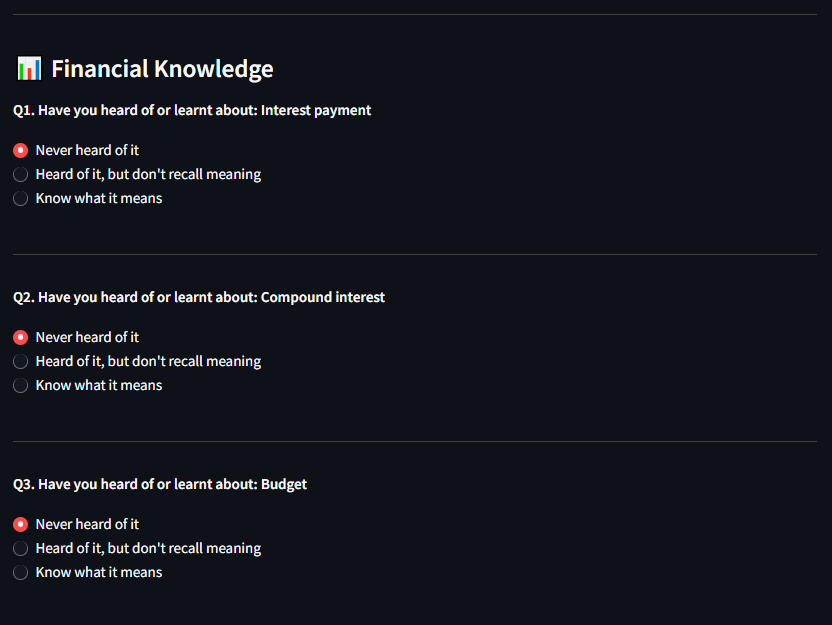 Financial Knowledge
Q1. Have you heard of or learnt about: Interest payment
Never heard of it
Heard of it, but don't recall meaning
Know what it means
Q2. Have you heard of or learnt about: Compound interest
Never heard of it
Heard of it, but don't recall meaning
Know what it means
Q3. Have you heard of or learnt about: Budget
Never heard of it
Heard of it, but don't recall meaning
Know what it means